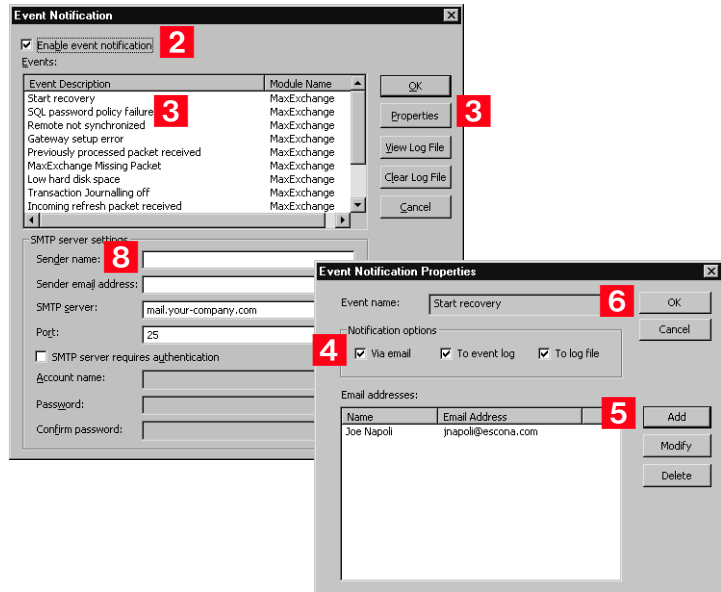 Event Notification
Enable event notification 2
Events:
Event Description Module Name
Start recovery MaxExchange
SQL password policy failure MaxExchange
Remote not synchronized MaxExchange
Gateway setup error MaxExchange
Previously processed packet received MaxExchange
MaxExchange Missing Packet MaxExchange
Low hard disk space MaxExchange
Transaction Journalling off MaxExchange
Incoming refresh packet received MaxExchange
3
OK
Properties 3
View Log File
Clear Log File
Cancel
SMTP server settings
Sender name: 8
Sender email address:
SMTP server: mail.your-company.com
Port: 25
SMTP server requires authentication
Account name:
Password:
Confirm password:
Event Notification Properties
Event name: Start recovery 6 OK
Cancel
Notification options
4 Via email To event log To log file
Email addresses:
Name Email Address 5 Add
Joe Napoli jnapoli@escona.com
Modify
Delete